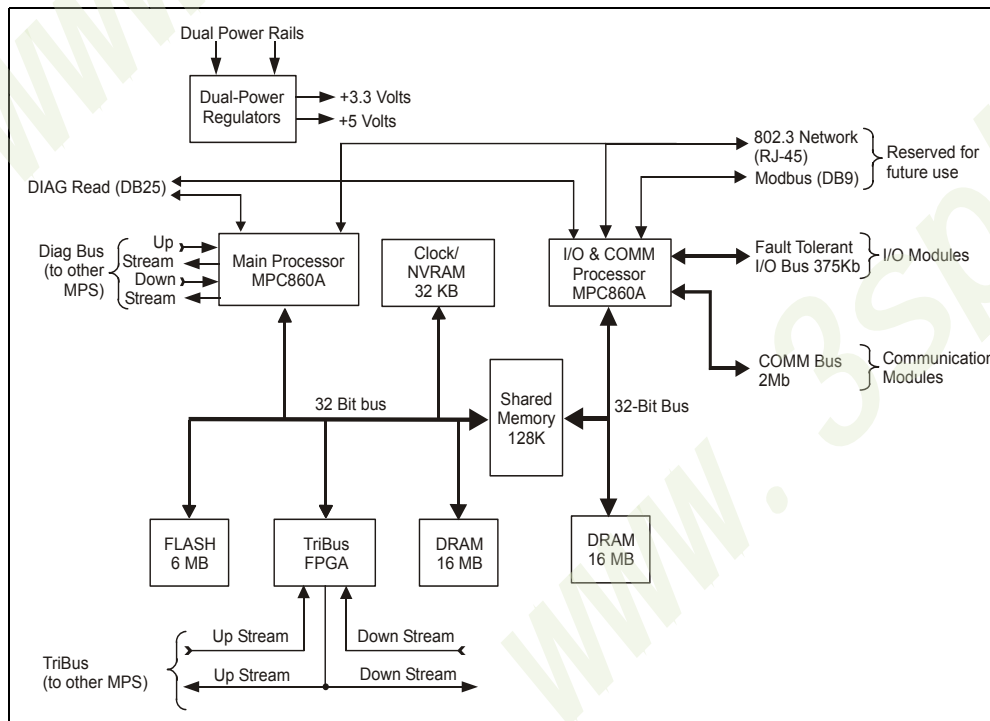 Dual Power Rails
Dual-Power
Regulators
+3.3 Volts
+5 Volts
802.3 Network
(RJ-45)
Modbus (DB9)
Reserved for
future use
DIAG Read (DB25)
Diag Bus
(to other
MPS)
Up
Stream
Down
Stream
Main Processor
MPC860A
Clock/
NVRAM
32 KB
I/O & COMM
Processor
MPC860A
Fault Tolerant
I/O Bus 375Kb
I/O Modules
COMM Bus
2Mb
Communication
Modules
32 Bit bus
Shared
Memory
128K
32-Bit Bus
FLASH
6 MB
TriBus
FPGA
DRAM
16 MB
DRAM
16 MB
TriBus
(to other MPS)
Up Stream
Down Stream
Up Stream
Down Stream
www.3sp
www